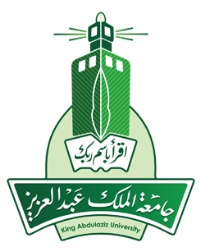 اقرأ باسم ربك
جامعة الملك عبد العزيز
King Abdulaziz University